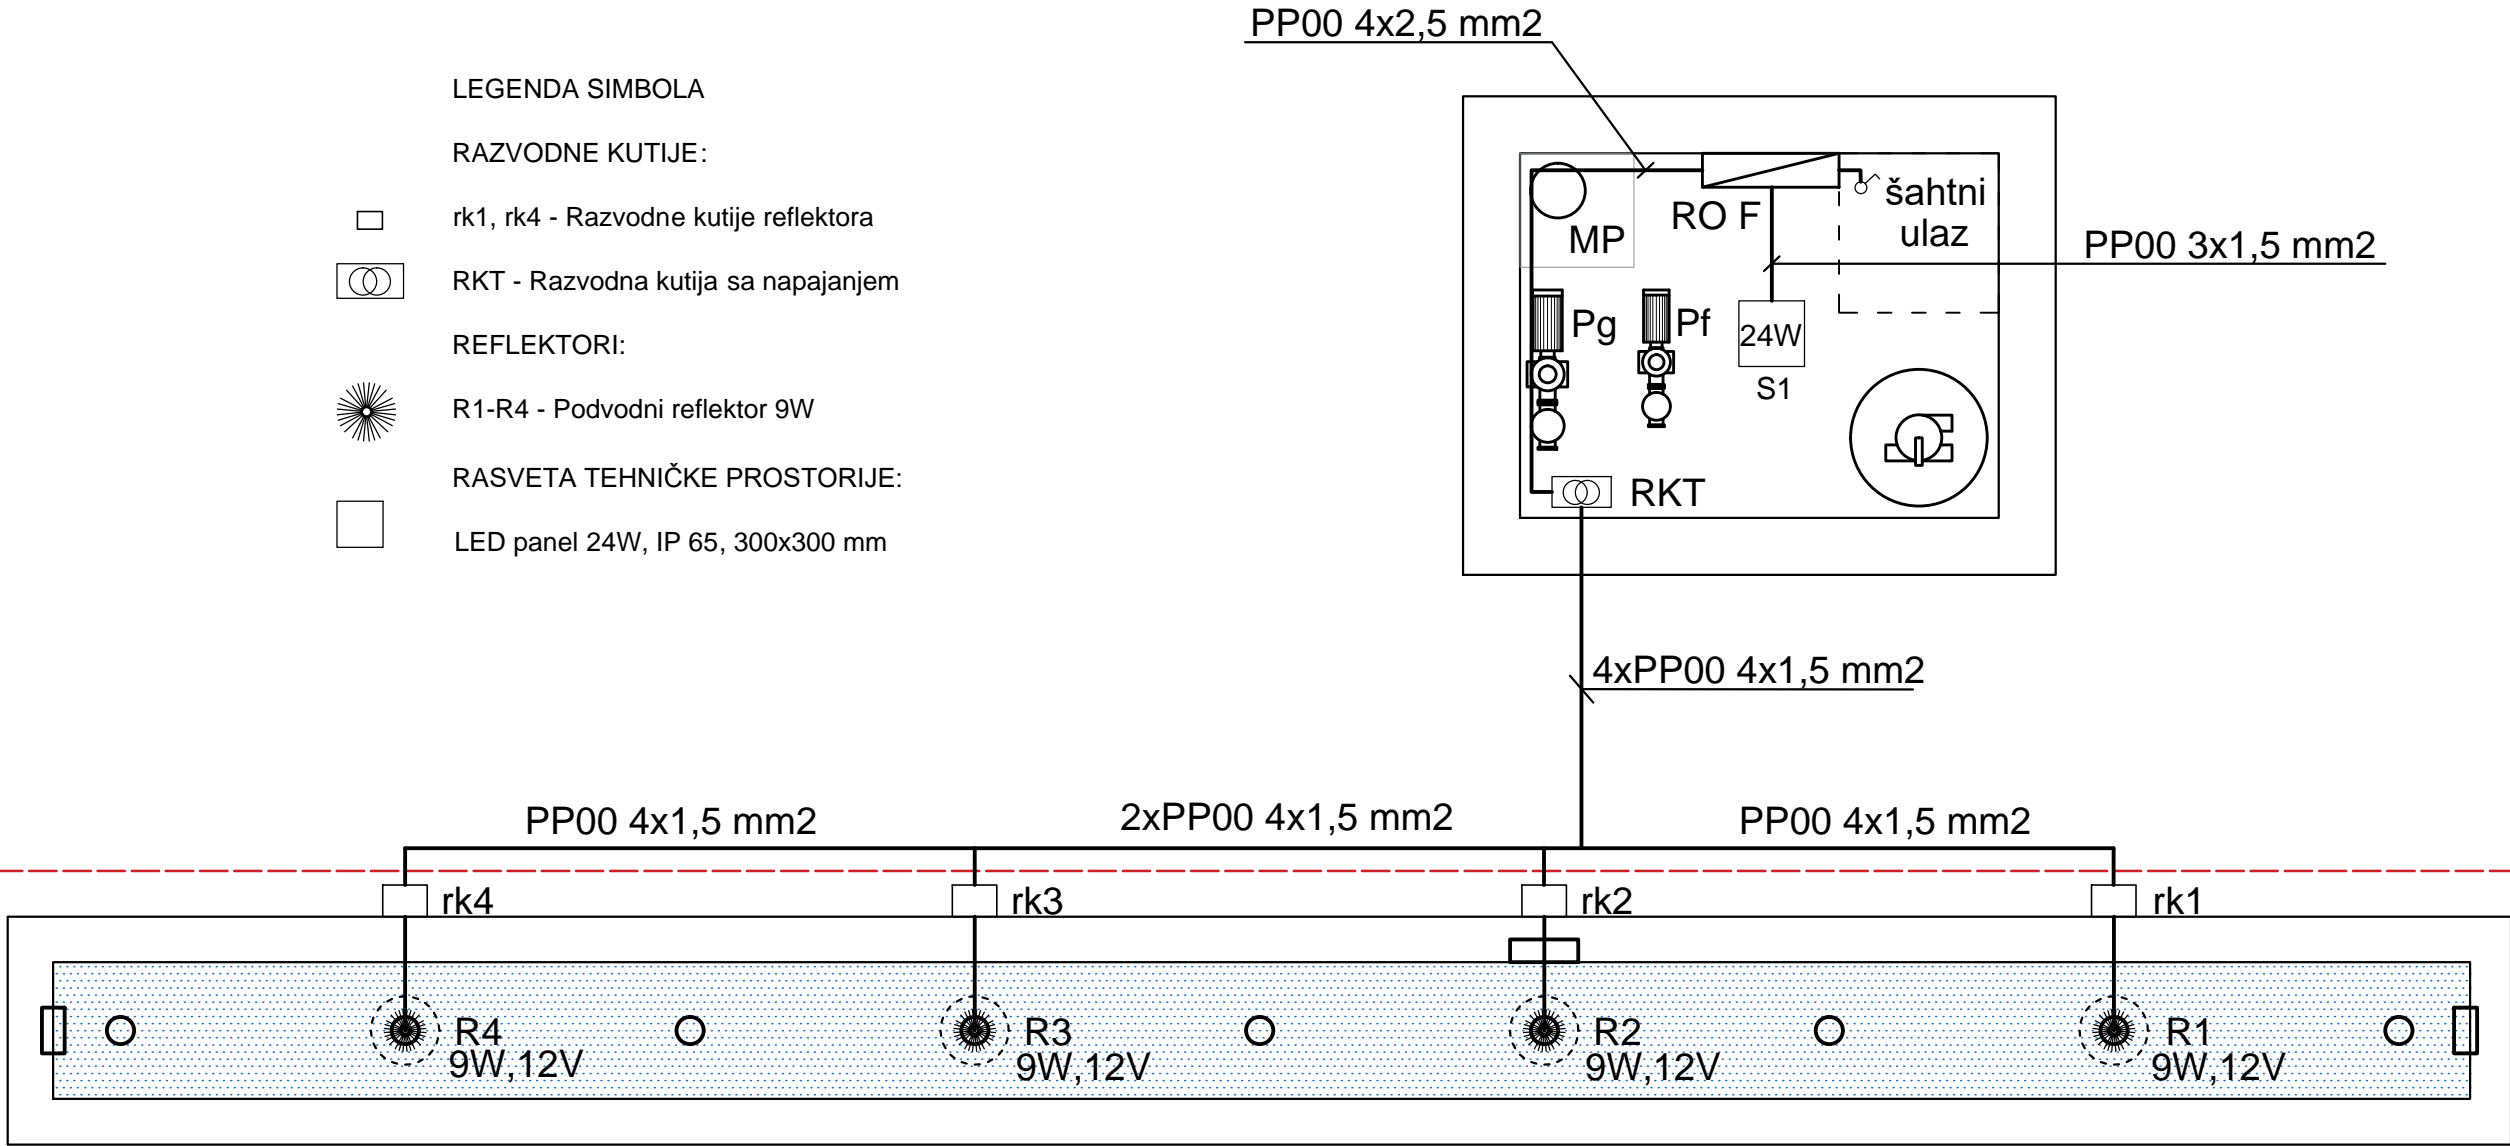 PP00 4x2,5 mm2
LEGENDA SIMBOLA
RAZVODNE KUTIJE:
rk1, rk4 - Razvodne kutije reflektora
RKT - Razvodna kutija sa napajanjem
REFLEKTORI:
R1-R4 - Podvodni reflektor 9W
RASVETA TEHNIČKE PROSTORIJE:
LED panel 24W, IP 65, 300x300 mm
MP
RO F
šahtni
ulaz
PP00 3x1,5 mm2
Pg
Pf
24W
S1
RKT
4xPP00 4x1,5 mm2
PP00 4x1,5 mm2
2xPP00 4x1,5 mm2
PP00 4x1,5 mm2
rk4
rk3
rk2
rk1
R4
9W,12V
R3
9W,12V
R2
9W,12V
R1
9W,12V